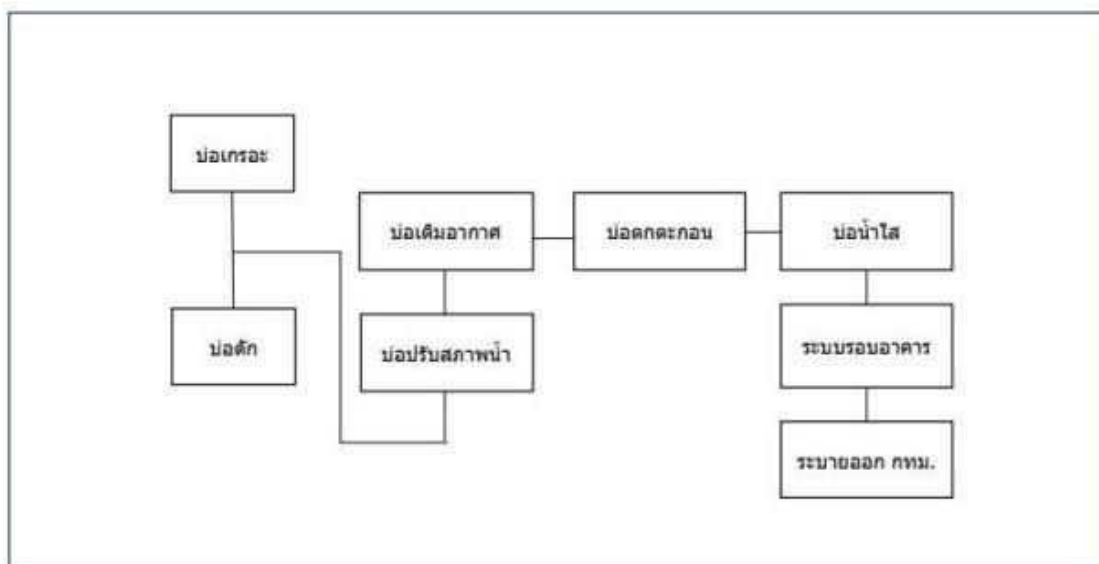 บ่อเกรอะ
บ่อดัก
บ่อเติมอากาศ
บ่อปรับสภาพน้ำ
บ่อตกตะกอน
บ่อน้ำใส
ระบบรอบอาคาร
ระบายออก กทม.